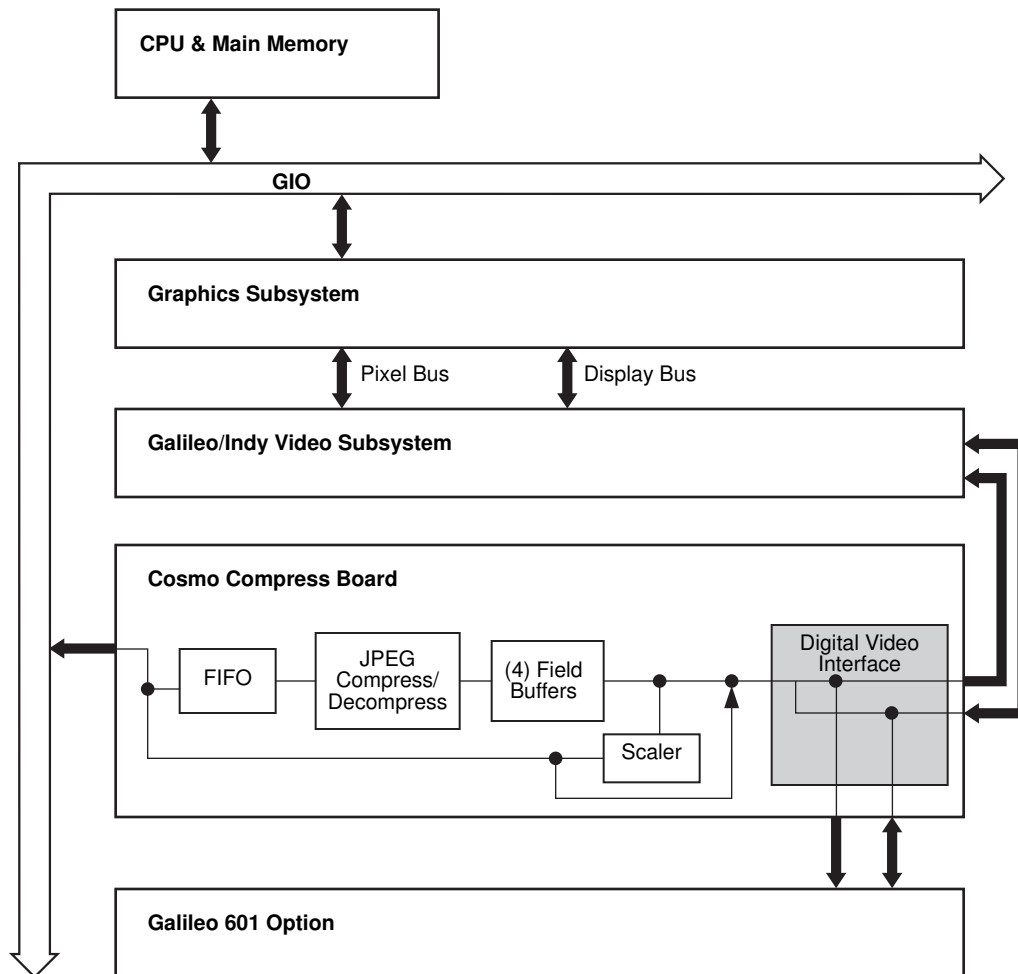 CPU & Main Memory
GIO
Graphics Subsystem
Pixel Bus
Display Bus
Galileo/Indy Video Subsystem
Cosmo Compress Board
FIFO
JPEG
Compress/
Decompress
(4) Field
Buffers
Scaler
Digital Video
Interface
Galileo 601 Option